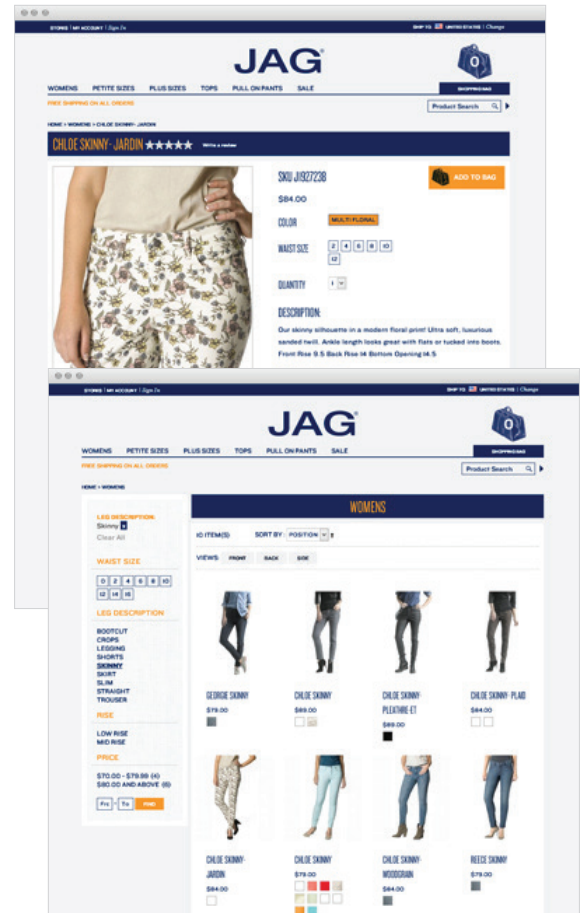 STORES | MY ACCOUNT | Sign In
SHIP TO UNITED STATES | Change
JAG
0
WOMENS PETITE SIZES PLUS SIZES TOPS PULL ON PANTS SALE
SHOPPING BAG
FREE SHIPPING ON ALL ORDERS
Product Search
HOME > WOMENS > CHLOE SKINNY- JARDIN
CHLOE SKINNY- JARDIN
Write a review
SKU J1927238
ADD TO BAG
$84.00
COLOR MULTI FLORAL
WAIST SIZE 2 4 6 8 10
12
QUANTITY 1
DESCRIPTION:
Our skinny silhouette in a modern floral print! Ultra soft, luxurious
sanded twill. Ankle length looks great with flats or tucked into boots.
Front Rise 9.5 Back Rise 14 Bottom Opening 14.5
STORES | MY ACCOUNT | Sign In
SHIP TO UNITED STATES | Change
JAG
0
WOMENS PETITE SIZES PLUS SIZES TOPS PULL ON PANTS SALE
SHOPPING BAG
FREE SHIPPING ON ALL ORDERS
Product Search
HOME > WOMENS
LEG DESCRIPTION:
Skinny x
Clear All
WAIST SIZE
0 2 4 6 8 10
12 14 16
LEG DESCRIPTION
BOOTCUT
CROPS
LEGGING
SHORTS
SKINNY
SKIRT
SLIM
STRAIGHT
TROUSER
RISE
LOW RISE
MID RISE
PRICE
$70.00 - $79.99 (4)
$80.00 AND ABOVE (6)
Fro - To FIND
WOMENS
10 ITEM(S) SORT BY: POSITION
VIEWS: FRONT BACK SIDE
GEORGIE SKINNY
$79.00
CHLOE SKINNY
$89.00
CHLOE SKINNY-
PLEATHRE-ET
$89.00
CHLOE SKINNY- PLAID
$84.00
CHLOE SKINNY-
JARDIN
$84.00
CHLOE SKINNY
$79.00
CHLOE SKINNY-
WOODGRAIN
$84.00
REECE SKINNY
$79.00